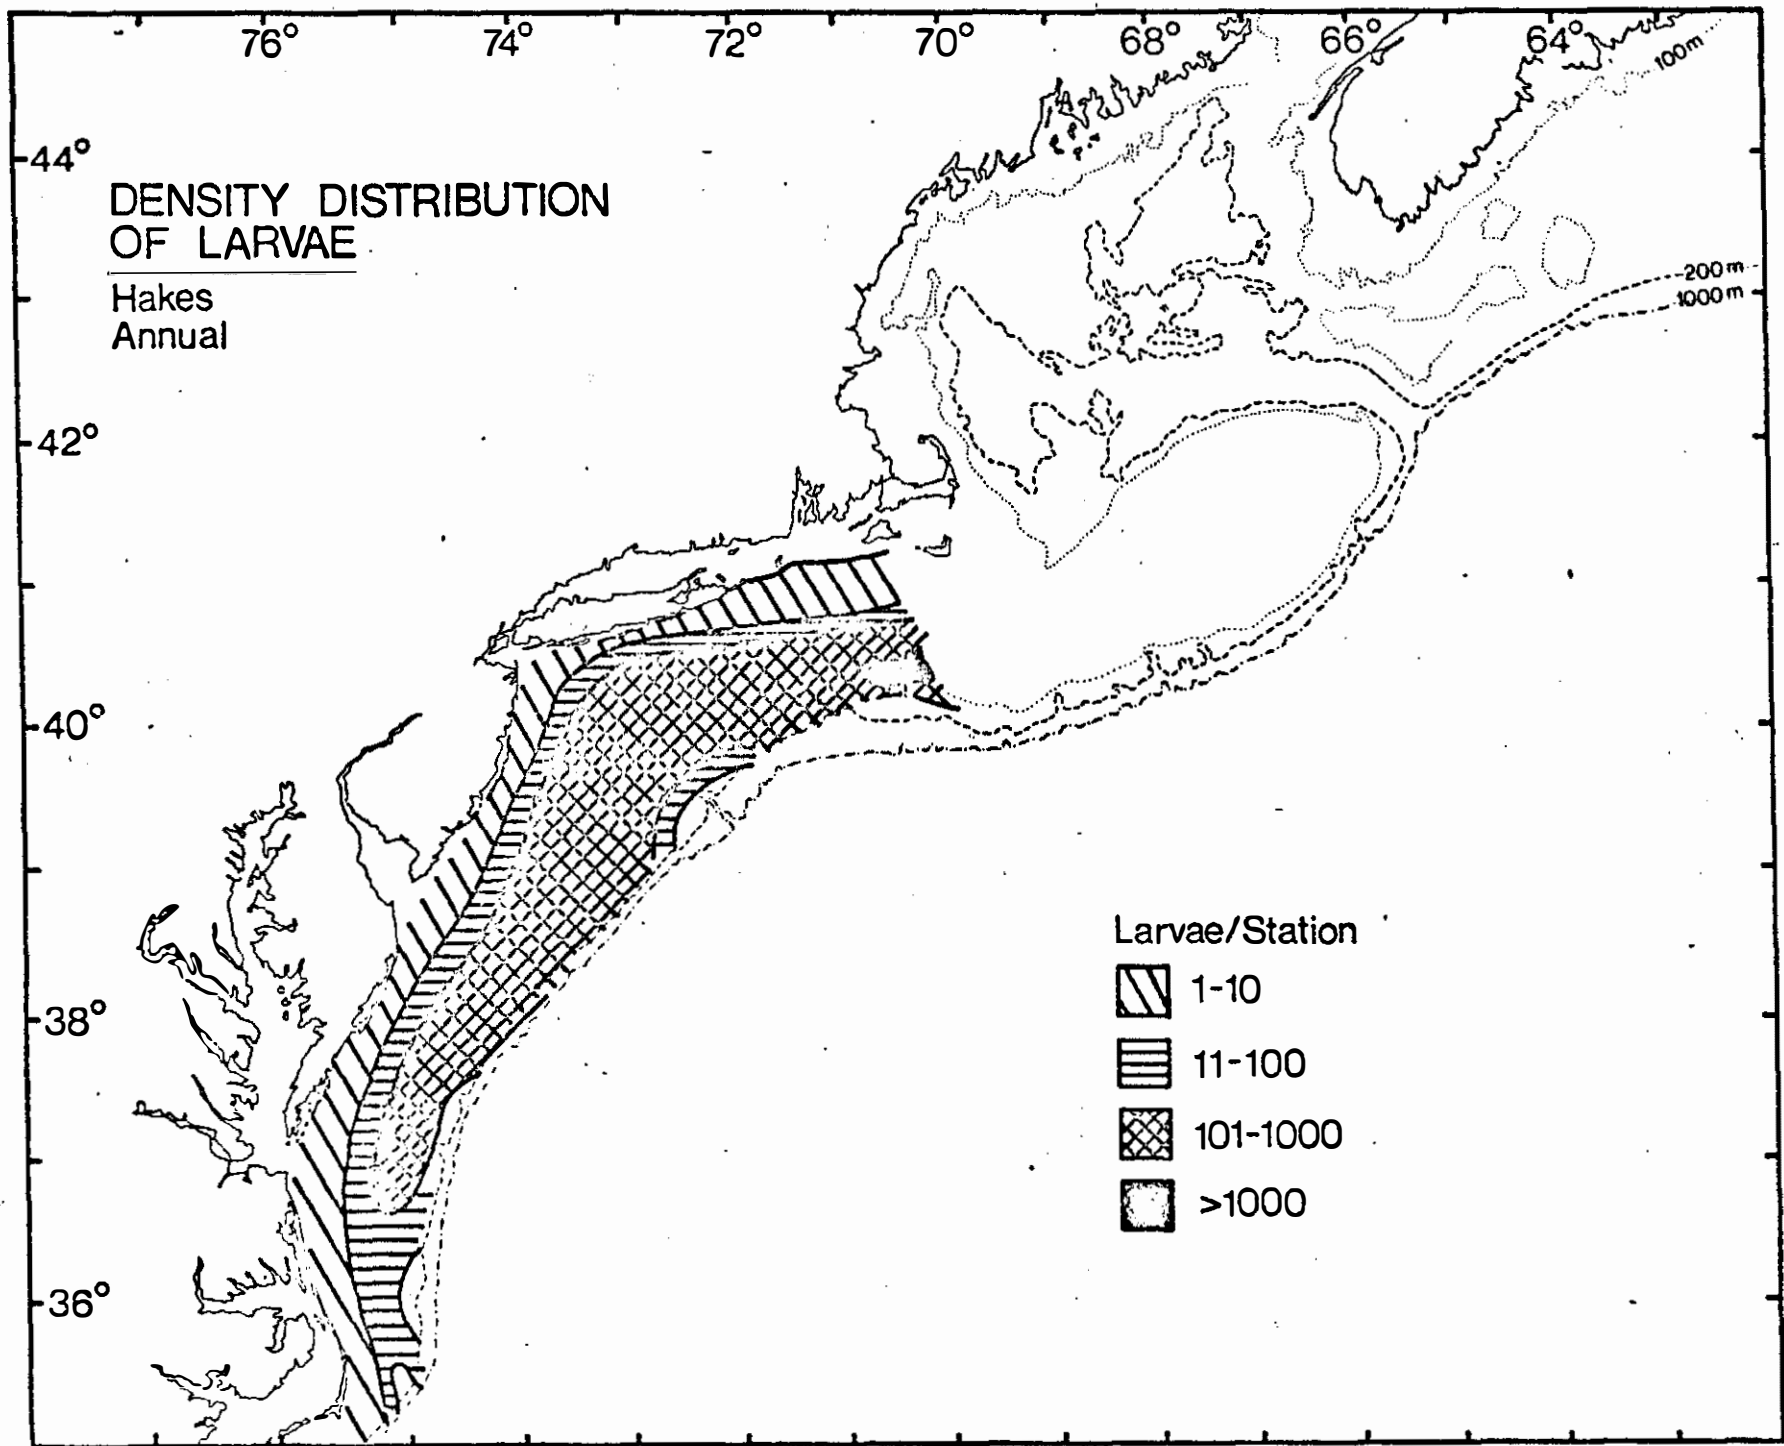 76° 74° 72° 70° 68° 66° 64°
100m
44°
DENSITY DISTRIBUTION
OF LARVAE
Hakes
Annual
200m
1000m
42°
40°
38°
36°
Larvae/Station
1-10
11-100
101-1000
>1000